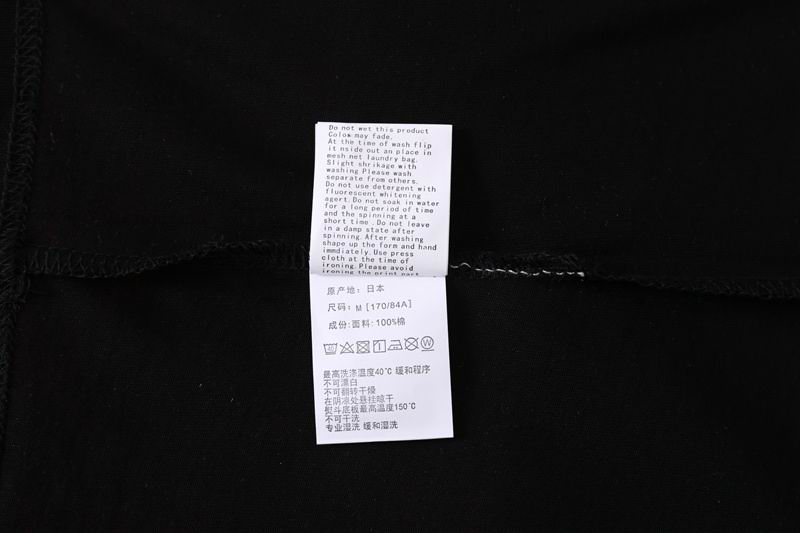 Do not wet this product
Color may fade.
At the time of wash flip
it nside out an place in
mesh net laundry bag.
Slight shrikage with
washing Please wash
separate from others.
Do not use detergent with
fluorescent whitening
agert. Do not soak in water
for a long period of time
and the spinning at a
short time . Do not leave
in a damp state after
spinning. After washing
shape up the form and hand
immediately. Use press
cloth at the time of
ironing. Please avoid
ironing the print part
原产地: 日本
尺码: M [170/84A]
成份: 面料: 100%棉
最高洗涤温度40℃ 缓和程序
不可漂白
不可翻转干燥
在阴凉处悬挂晾干
熨斗底板最高温度150℃
不可干洗
专业湿洗 缓和湿洗